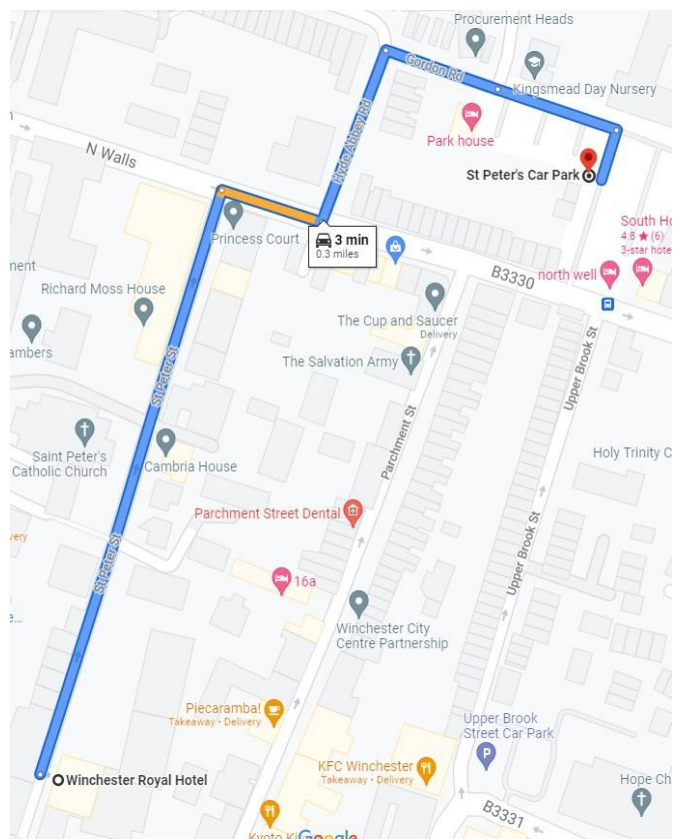 Procurement Heads
Gordon Rd
Kingsmead Day Nursery
Hyde Abbey Rd
Park house
N Walls
St Peter's Car Park
Princess Court
3 min
0.3 miles
South Ho
4.8 ★ (6)
3-star hote
B3330
north well
ment
Richard Moss House
The Cup and Saucer
Delivery
ambers
The Salvation Army
St Peter St
Upper Brook St
Parchment St
Saint Peter's
Catholic Church
Cambria House
Holy Trinity C
Parchment Street Dental
very
St Peter St
Upper Brook St
16a
e...
Winchester City
Centre Partnership
Piecaramba!
Takeaway • Delivery
Upper Brook
Street Car Park
P
KFC Winchester
Takeaway • Delivery
Winchester Royal Hotel
Hope Ch
B3331
Kyoto Ki
Google